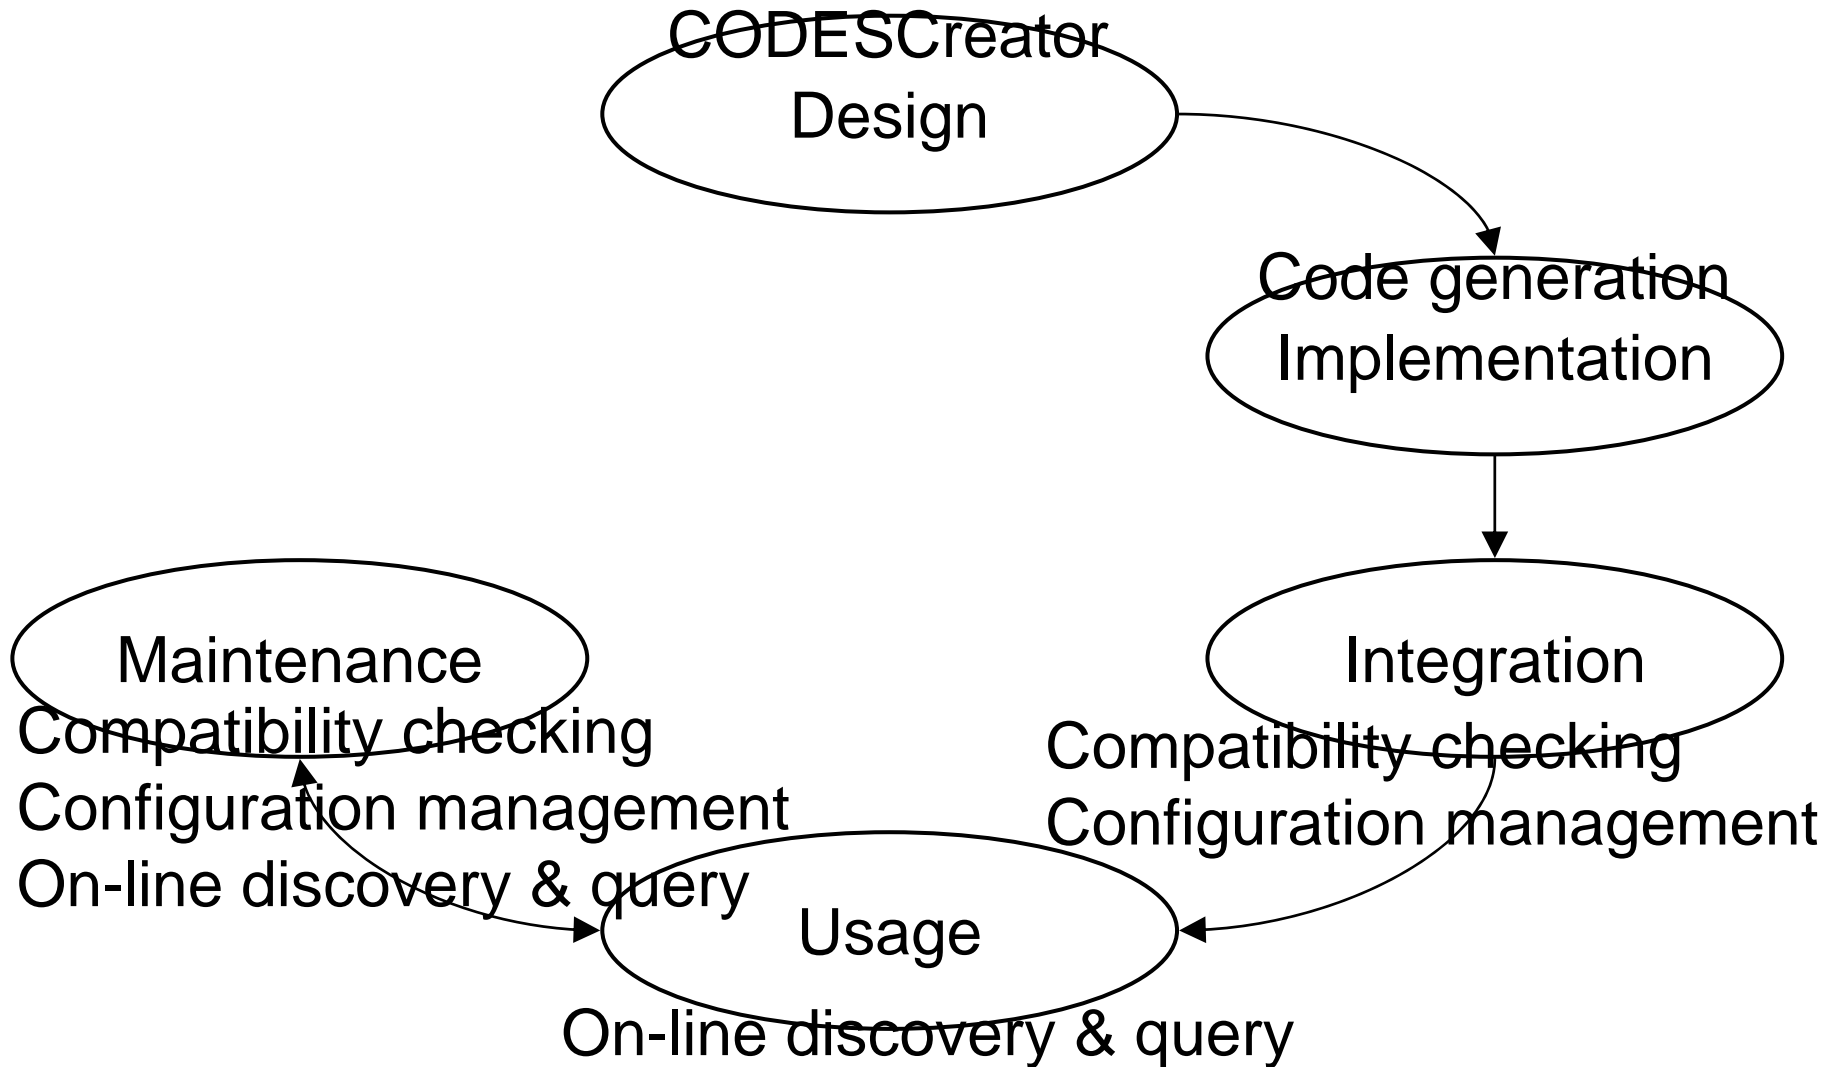 CODESCreator
Design
Code generation
Implementation
Maintenance
Compatibility checking
Configuration management
On-line discovery & query
Integration
Compatibility checking
Configuration management
Usage
On-line discovery & query